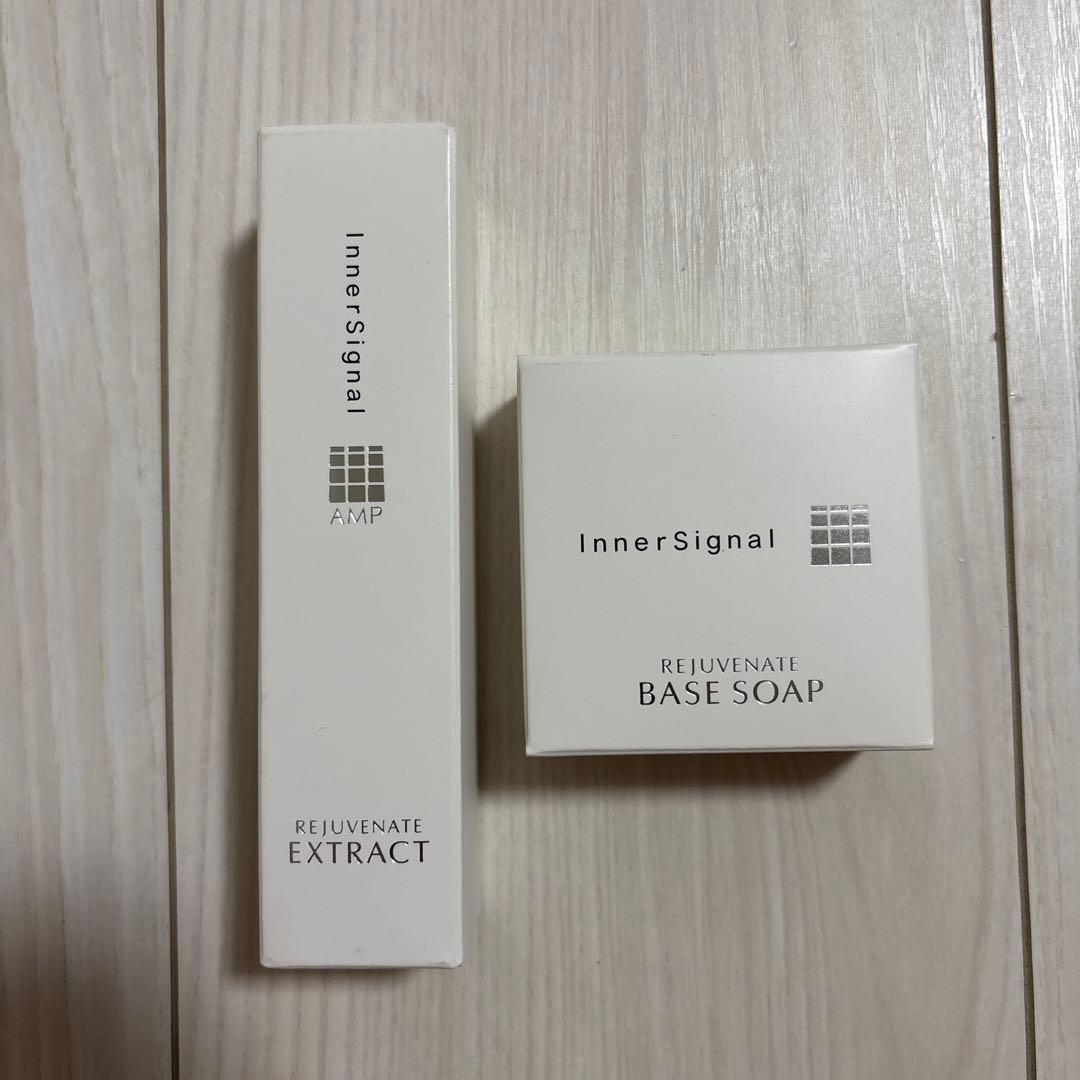 InnerSignal
AMP
REJUVENATE
EXTRACT
InnerSignal
REJUVENATE
BASE SOAP